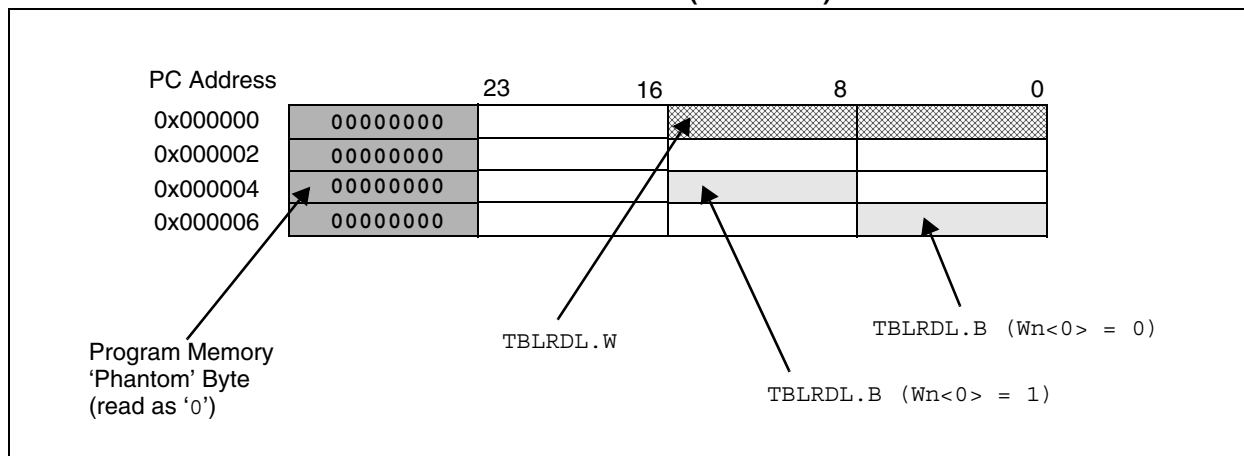 PC Address
23 16 8 0
0x000000 00000000
0x000002 00000000
0x000004 00000000
0x000006 00000000
TBLRDL.W
TBLRDL.B (Wn<0> = 0)
TBLRDL.B (Wn<0> = 1)
Program Memory
‘Phantom’ Byte
(read as ‘0’)